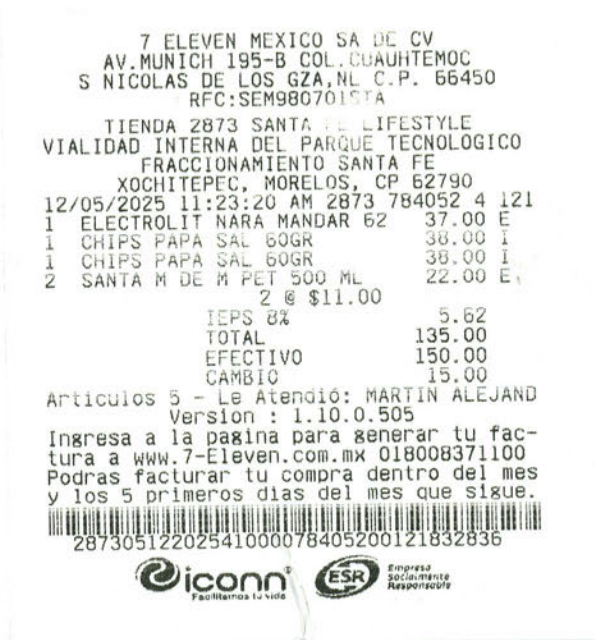 7 ELEVEN MEXICO SA DE CV
AV.MUNICH 195-B COL.CUAUHTEMOC
S NICOLAS DE LOS GZA,NL C.P. 66450
RFC:SEM980701STA
TIENDA 2873 SANTA FE LIFESTYLE
VIALIDAD INTERNA DEL PARQUE TECNOLOGICO
FRACCIONAMIENTO SANTA FE
XOCHITEPEC, MORELOS, CP 62790
12/05/2025 11:23:20 AM 2873 784052 4 121
1 ELECTROLIT NARA MANDAR 62 37.00 E
1 CHIPS PAPA SAL 60GR 38.00 I
1 CHIPS PAPA SAL 60GR 38.00 I
2 SANTA M DE M PET 500 ML 22.00 E
2 @ $11.00
IEPS 8% 5.62
TOTAL 135.00
EFECTIVO 150.00
CAMBIO 15.00
Articulos 5 - Le Atendió: MARTIN ALEJAND
Version : 1.10.0.505
Ingresa a la pagina para generar tu fac-
tura a www.7-Eleven.com.mx 018008371100
Podras facturar tu compra dentro del mes
y los 5 primeros dias del mes que sigue.
28730512202541000078405200121832836
iconn
Facilitamos tu vida
ESR
Empresa
Socialmente
Responsable